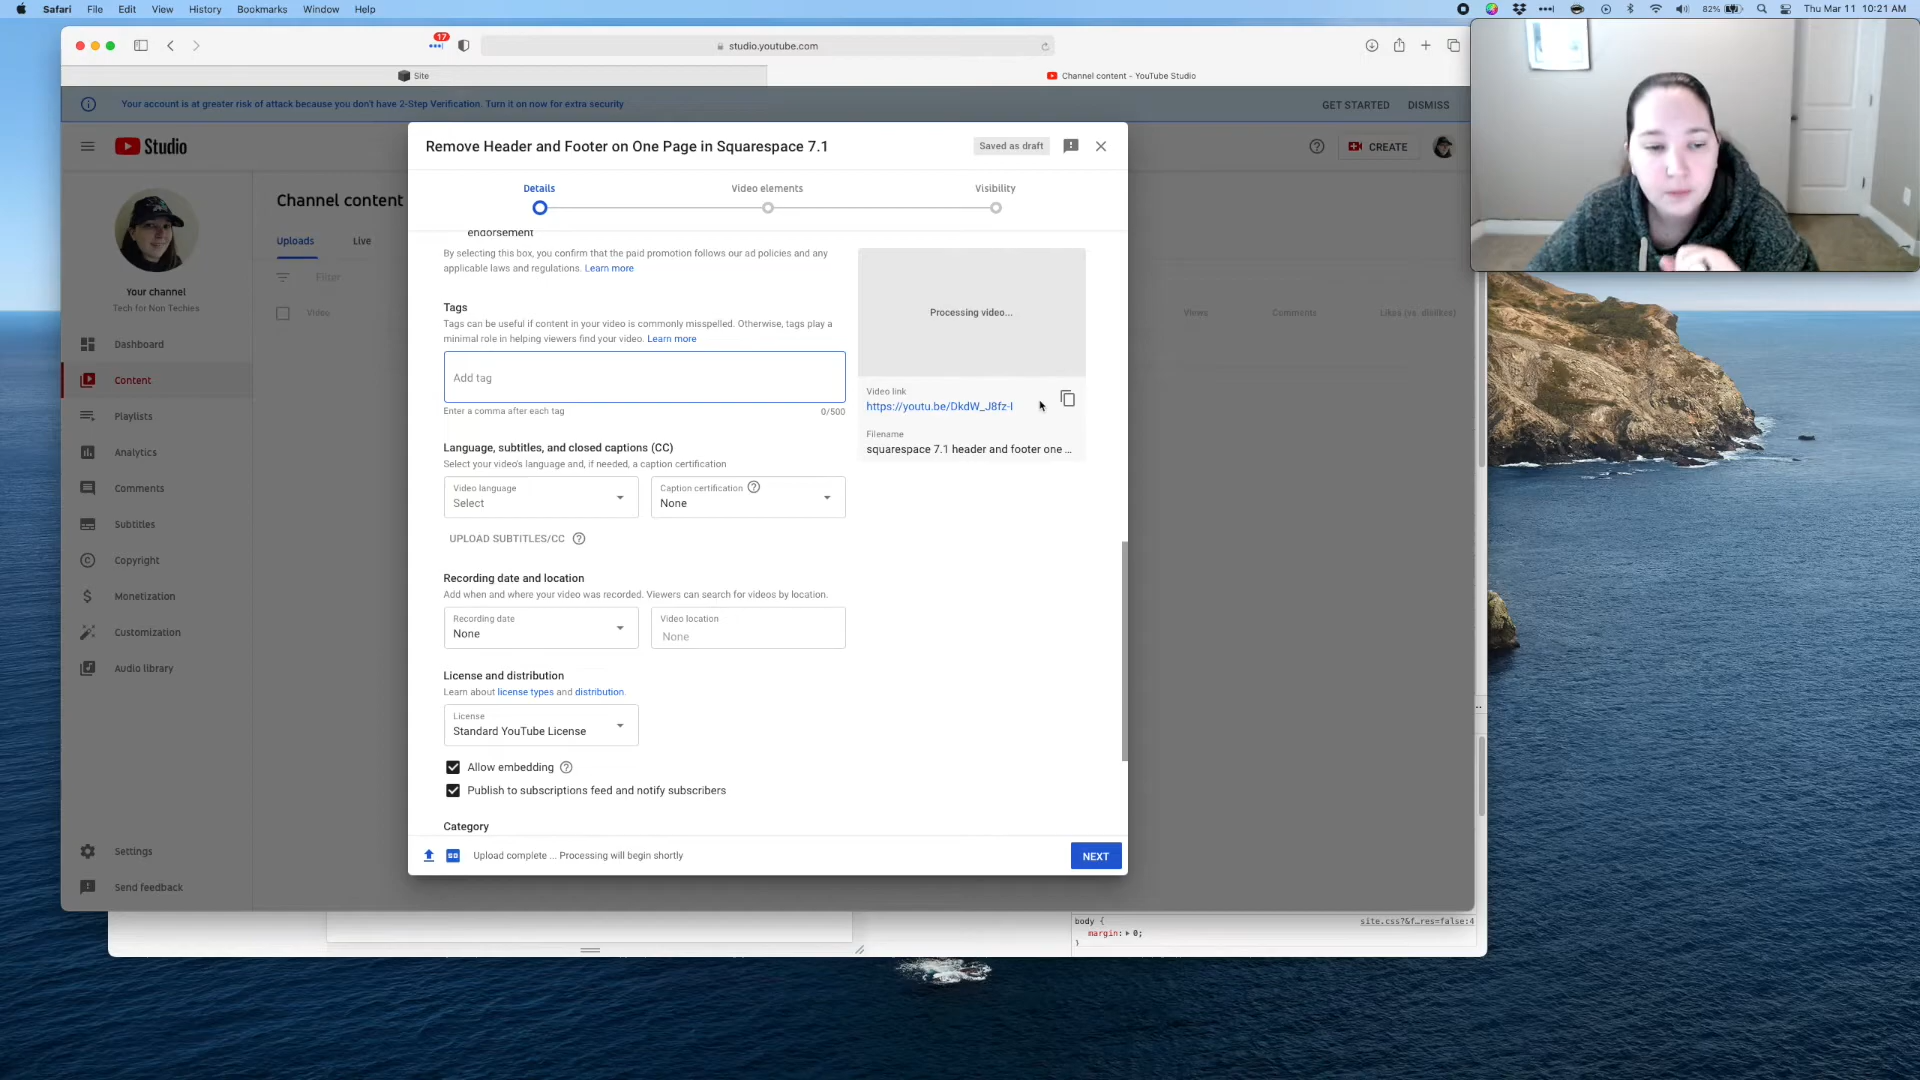 Safari File Edit View History Bookmarks Window Help
82% Thu Mar 11 10:21 AM
17
studio.youtube.com
Site
Channel content - YouTube Studio
Your account is at greater risk of attack because you don't have 2-Step Verification. Turn it on now for extra security
GET STARTED DISMISS
Studio
CREATE
Your channel
Tech for Non Techies
Dashboard
Content
Playlists
Analytics
Comments
Subtitles
Copyright
Monetization
Customization
Audio library
Settings
Send feedback
Channel content
Uploads Live
Filter
Video
Views Comments Likes (vs. dislikes)
Remove Header and Footer on One Page in Squarespace 7.1
Saved as draft
Details Video elements Visibility
endorsement
By selecting this box, you confirm that the paid promotion follows our ad policies and any
applicable laws and regulations. Learn more
Tags
Tags can be useful if content in your video is commonly misspelled. Otherwise, tags play a
minimal role in helping viewers find your video. Learn more
Add tag
Enter a comma after each tag 0/500
Processing video...
Video link
https://youtu.be/DkdW_J8fz-I
Filename
squarespace 7.1 header and footer one ...
Language, subtitles, and closed captions (CC)
Select your video's language and, if needed, a caption certification
Video language
Select
Caption certification
None
UPLOAD SUBTITLES/CC
Recording date and location
Add when and where your video was recorded. Viewers can search for videos by location.
Recording date
None
Video location
None
License and distribution
Learn about license types and distribution.
License
Standard YouTube License
Allow embedding
Publish to subscriptions feed and notify subscribers
Category
SD
Upload complete ... Processing will begin shortly
NEXT
body {
site.css?&f…res=false:4
margin: 0;
}